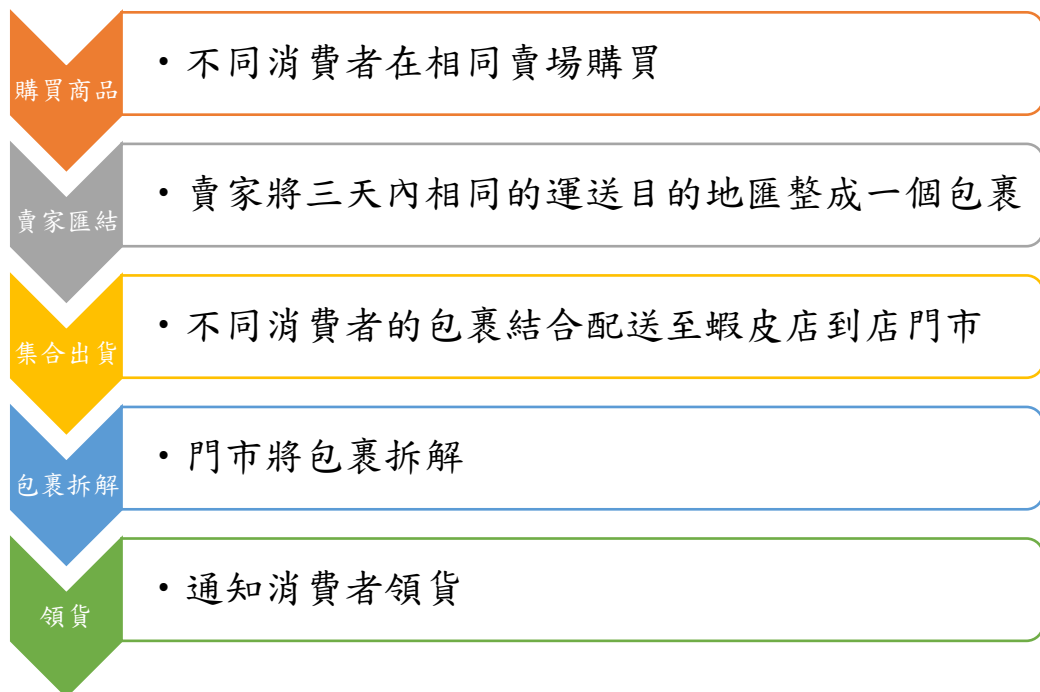 購買商品
• 不同消費者在相同賣場購買
賣家匯結
• 賣家將三天內相同的運送目的地匯整成一個包裹
集合出貨
• 不同消費者的包裹結合配送至蝦皮店到店門市
包裹拆解
• 門市將包裹拆解
領貨
• 通知消費者領貨